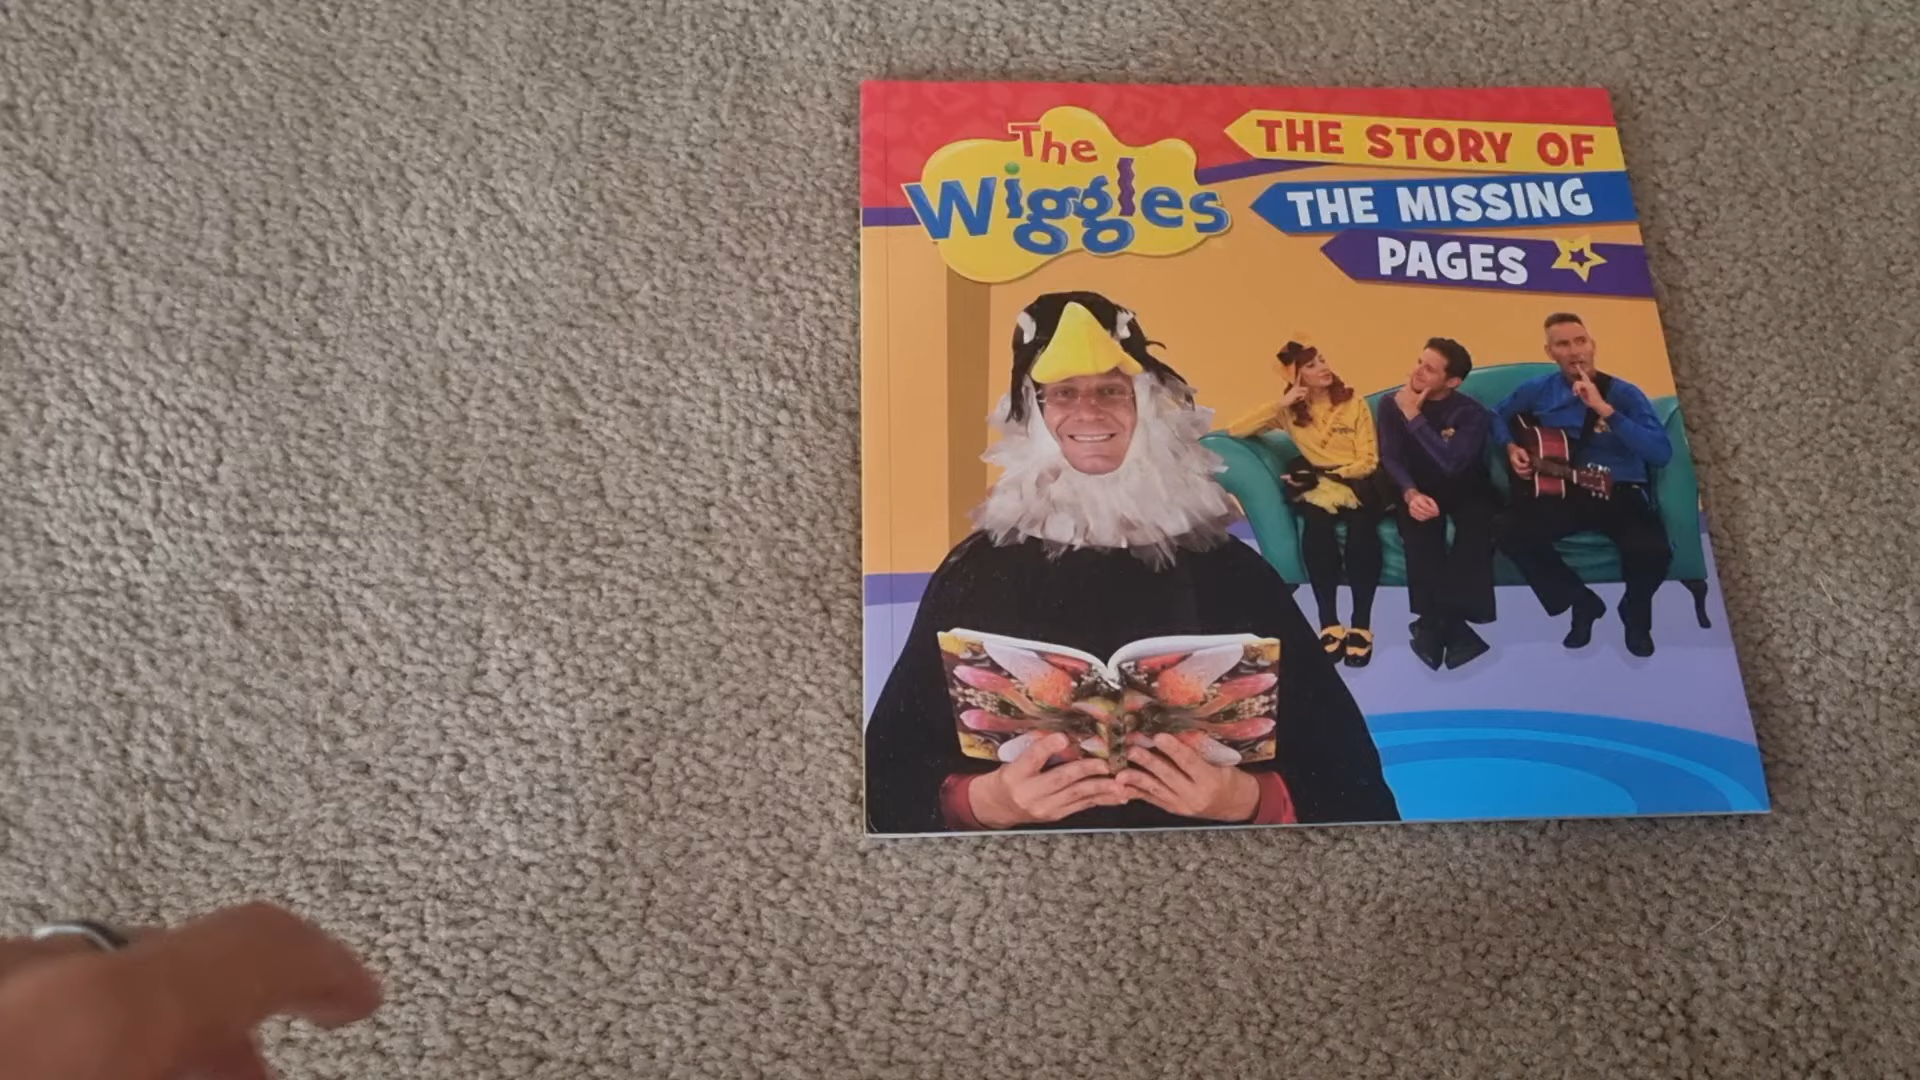 The
Wiggles
THE STORY OF
THE MISSING
PAGES